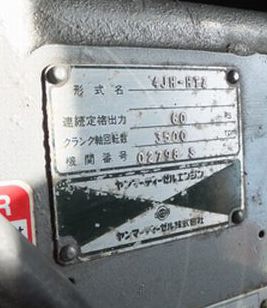 形式名 4JH-HT2
連続定格出力 60 PS
クランク軸回転数 3500 rpm
機関番号 02798 S
ヤンマーディーゼルエンジン
ヤンマーディーゼル株式会社
R